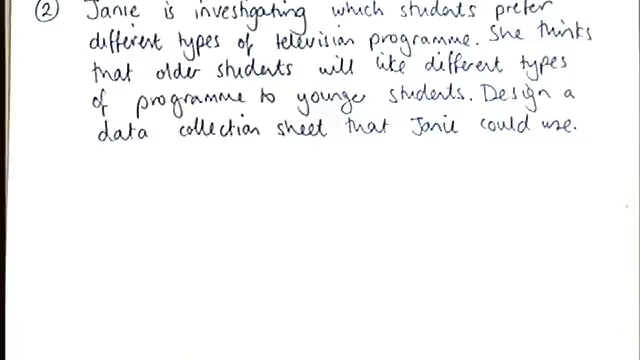 ② Janie is investigating which students prefer
different types of television programme. She thinks
that older students will like different types
of programme to younger students. Design a
data collection sheet that Janie could use.